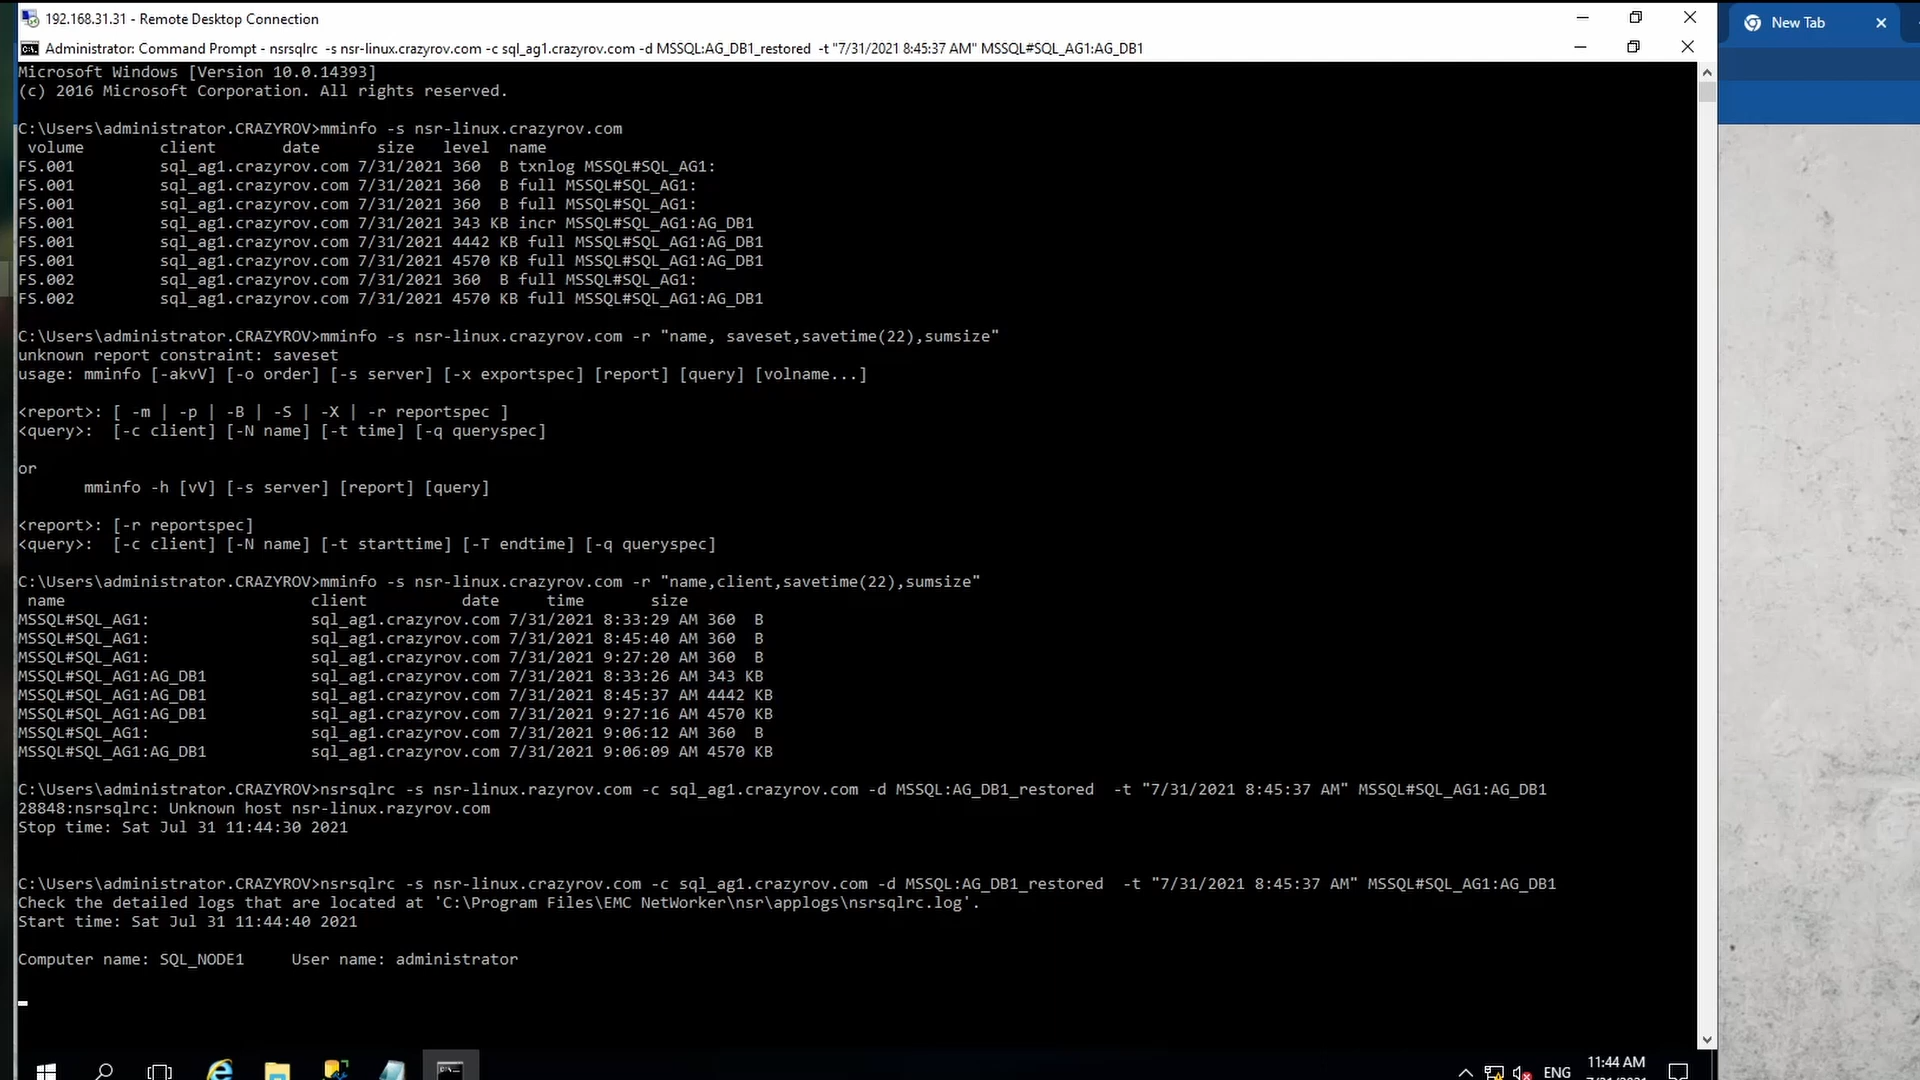 192.168.31.31 - Remote Desktop Connection
New Tab
Administrator: Command Prompt - nsrsqlrc  -s nsr-linux.crazyrov.com -c sql_ag1.crazyrov.com -d MSSQL:AG_DB1_restored  -t "7/31/2021 8:45:37 AM" MSSQL#SQL_AG1:AG_DB1
Microsoft Windows [Version 10.0.14393]
(c) 2016 Microsoft Corporation. All rights reserved.
C:\Users\administrator.CRAZYROV>mminfo -s nsr-linux.crazyrov.com
volume        client       date      size   level  name
FS.001         sql_ag1.crazyrov.com 7/31/2021 360  B txnlog MSSQL#SQL_AG1:
FS.001         sql_ag1.crazyrov.com 7/31/2021 360  B full MSSQL#SQL_AG1:
FS.001         sql_ag1.crazyrov.com 7/31/2021 360  B full MSSQL#SQL_AG1:
FS.001         sql_ag1.crazyrov.com 7/31/2021 343 KB incr MSSQL#SQL_AG1:AG_DB1
FS.001         sql_ag1.crazyrov.com 7/31/2021 4442 KB full MSSQL#SQL_AG1:AG_DB1
FS.001         sql_ag1.crazyrov.com 7/31/2021 4570 KB full MSSQL#SQL_AG1:AG_DB1
FS.002         sql_ag1.crazyrov.com 7/31/2021 360  B full MSSQL#SQL_AG1:
FS.002         sql_ag1.crazyrov.com 7/31/2021 4570 KB full MSSQL#SQL_AG1:AG_DB1
C:\Users\administrator.CRAZYROV>mminfo -s nsr-linux.crazyrov.com -r "name, saveset,savetime(22),sumsize"
unknown report constraint: saveset
usage: mminfo [-akvV] [-o order] [-s server] [-x exportspec] [report] [query] [volname...]
<report>: [ -m | -p | -B | -S | -X | -r reportspec ]
<query>:  [-c client] [-N name] [-t time] [-q queryspec]
or
mminfo -h [vV] [-s server] [report] [query]
<report>: [-r reportspec]
<query>:  [-c client] [-N name] [-t starttime] [-T endtime] [-q queryspec]
C:\Users\administrator.CRAZYROV>mminfo -s nsr-linux.crazyrov.com -r "name,client,savetime(22),sumsize"
name                          client          date     time       size
MSSQL#SQL_AG1:                 sql_ag1.crazyrov.com 7/31/2021 8:33:29 AM 360  B
MSSQL#SQL_AG1:                 sql_ag1.crazyrov.com 7/31/2021 8:45:40 AM 360  B
MSSQL#SQL_AG1:                 sql_ag1.crazyrov.com 7/31/2021 9:27:20 AM 360  B
MSSQL#SQL_AG1:AG_DB1           sql_ag1.crazyrov.com 7/31/2021 8:33:26 AM 343 KB
MSSQL#SQL_AG1:AG_DB1           sql_ag1.crazyrov.com 7/31/2021 8:45:37 AM 4442 KB
MSSQL#SQL_AG1:AG_DB1           sql_ag1.crazyrov.com 7/31/2021 9:27:16 AM 4570 KB
MSSQL#SQL_AG1:                 sql_ag1.crazyrov.com 7/31/2021 9:06:12 AM 360  B
MSSQL#SQL_AG1:AG_DB1           sql_ag1.crazyrov.com 7/31/2021 9:06:09 AM 4570 KB
C:\Users\administrator.CRAZYROV>nsrsqlrc -s nsr-linux.razyrov.com -c sql_ag1.crazyrov.com -d MSSQL:AG_DB1_restored  -t "7/31/2021 8:45:37 AM" MSSQL#SQL_AG1:AG_DB1
28848:nsrsqlrc: Unknown host nsr-linux.razyrov.com
Stop time: Sat Jul 31 11:44:30 2021
C:\Users\administrator.CRAZYROV>nsrsqlrc -s nsr-linux.crazyrov.com -c sql_ag1.crazyrov.com -d MSSQL:AG_DB1_restored  -t "7/31/2021 8:45:37 AM" MSSQL#SQL_AG1:AG_DB1
Check the detailed logs that are located at 'C:\Program Files\EMC NetWorker\nsr\applogs\nsrsqlrc.log'.
Start time: Sat Jul 31 11:44:40 2021
Computer name: SQL_NODE1     User name: administrator
ENG
11:44 AM